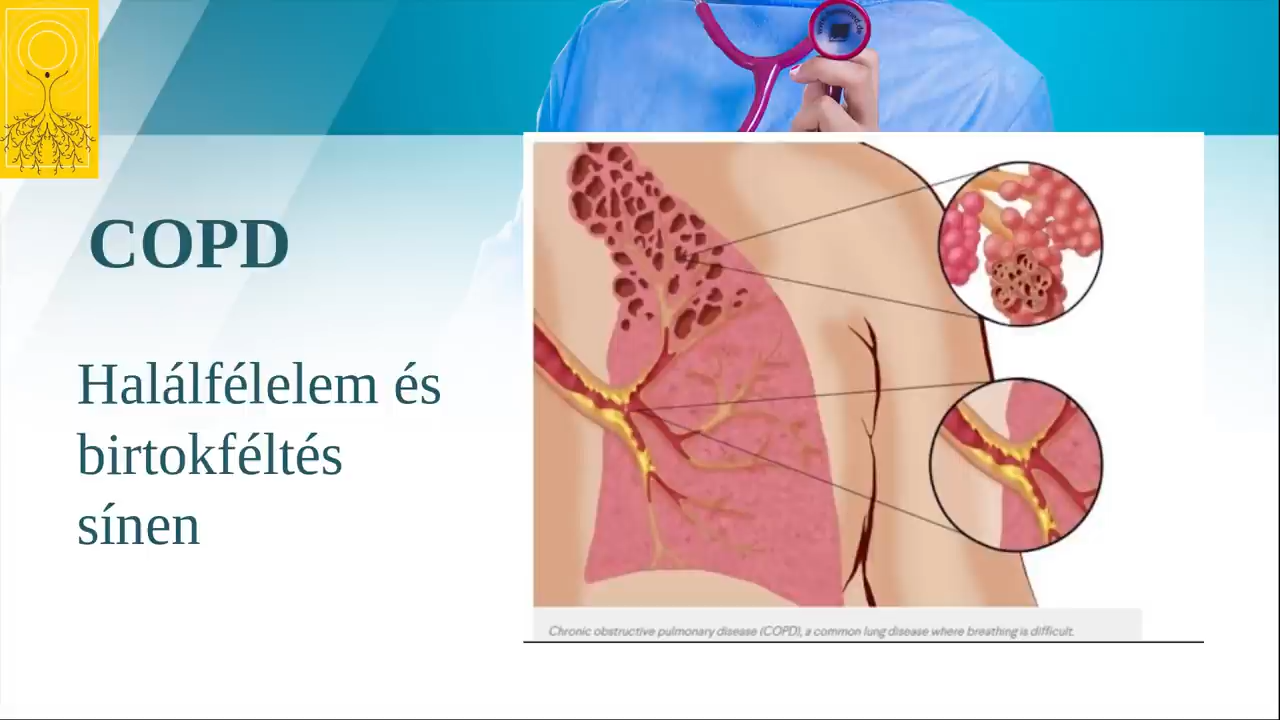 COPD
Halálfélelem és
birtokféltés
sínen
Chronic obstructive pulmonary disease (COPD), a common lung disease where breathing is difficult.